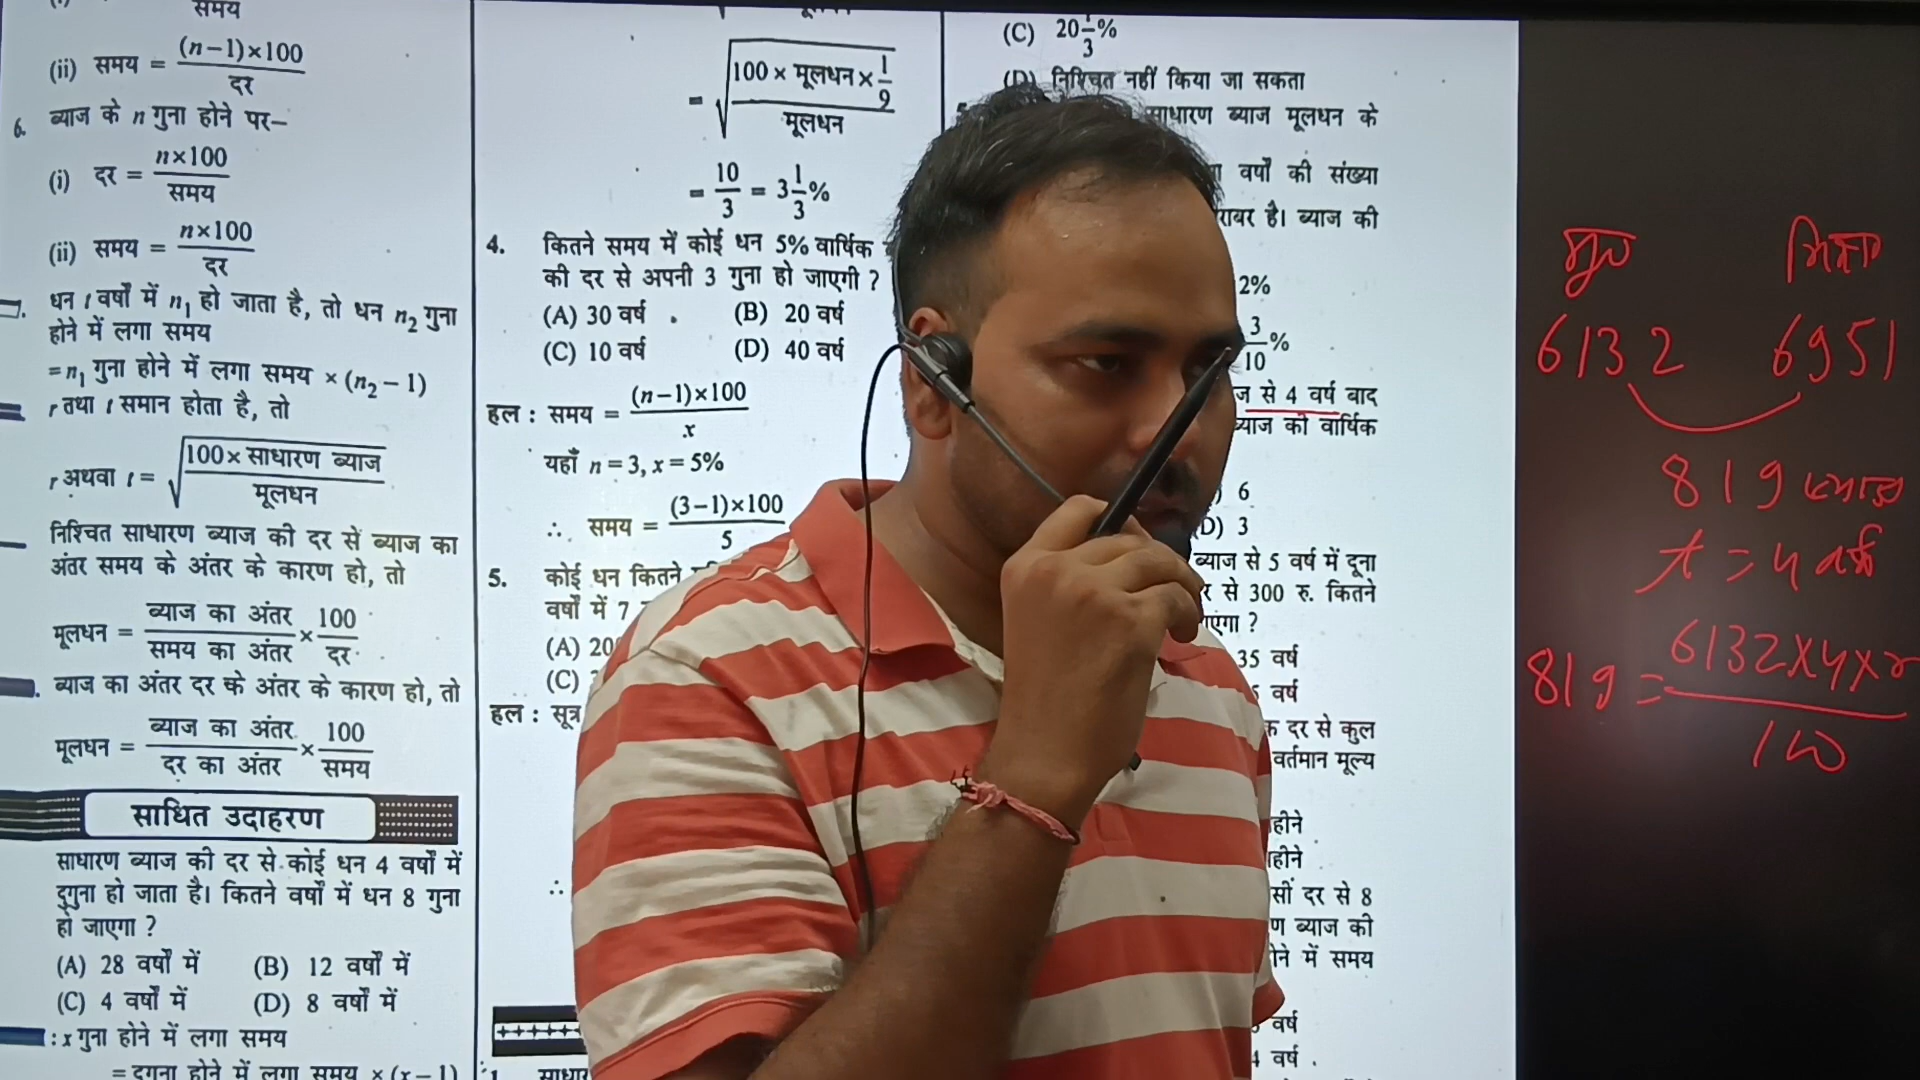 समय
(ii) समय = (n−1)×100 / दर
6. ब्याज के n गुना होने पर–
(i) दर = n×100 / समय
(ii) समय = n×100 / दर
धन t वर्षों में n₁ हो जाता है, तो धन n₂ गुना
होने में लगा समय
= n₁ गुना होने में लगा समय × (n₂ − 1)
r तथा t समान होता है, तो
r अथवा t = √(100× साधारण ब्याज / मूलधन)
निश्चित साधारण ब्याज की दर से ब्याज का
अंतर समय के अंतर के कारण हो, तो
मूलधन = ब्याज का अंतर / समय का अंतर × 100 / दर
ब्याज का अंतर दर के अंतर के कारण हो, तो
मूलधन = ब्याज का अंतर / दर का अंतर × 100 / समय
साधित उदाहरण
साधारण ब्याज की दर से कोई धन 4 वर्षों में
दुगुना हो जाता है। कितने वर्षों में धन 8 गुना
हो जाएगा ?
(A) 28 वर्षों में (B) 12 वर्षों में
(C) 4 वर्षों में (D) 8 वर्षों में
: x गुना होने में लगा समय
= दुगुना होने में लगा समय × (x − 1)
= √(100 × मूलधन × 1/9 / मूलधन)
= 10/3 = 3 1/3 %
4. कितने समय में कोई धन 5% वार्षिक
की दर से अपनी 3 गुना हो जाएगी ?
(A) 30 वर्ष (B) 20 वर्ष
(C) 10 वर्ष (D) 40 वर्ष
हल : समय = (n−1)×100 / x
यहाँ n = 3, x = 5%
∴ समय = (3−1)×100 / 5
5. कोई धन कितने
वर्षों में 7
(A) 20
(C)
हल : सूत्र
∴
1. साधार
(C) 20 1/3 %
(D) निश्चित नहीं किया जा सकता
साधारण ब्याज मूलधन के
वर्षों की संख्या
है। ब्याज की
2%
3/10 %
से 4 वर्ष बाद
ब्याज की वार्षिक
6
(D) 3
ब्याज से 5 वर्ष में दूना
से 300 रु. कितने
?
35 वर्ष
वर्ष
दर से कुल
वर्तमान मूल्य
दर से 8
ब्याज की
में समय
वर्ष
4 वर्ष
मूल मिश्र
6132 6951
819 ब्याज
t = 4 वर्ष
819 = 6132×4×r / 100